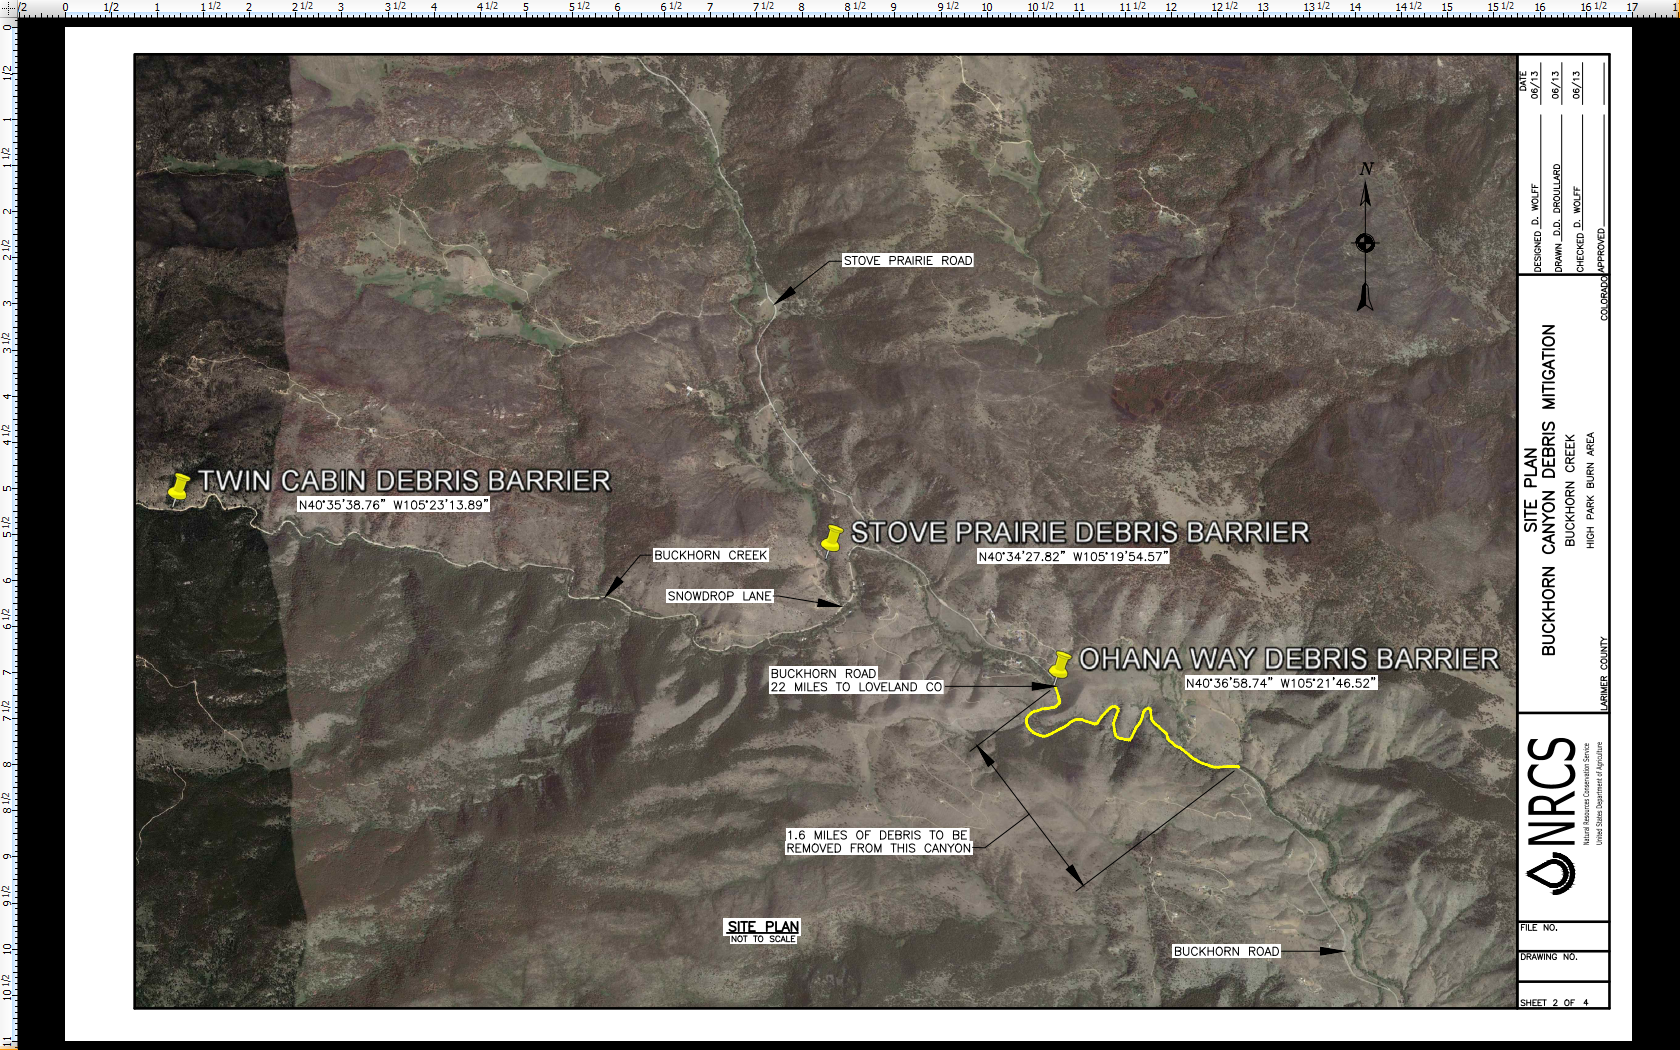 STOVE PRAIRIE ROAD
N
TWIN CABIN DEBRIS BARRIER
N40°35'38.76" W105°23'13.89"
STOVE PRAIRIE DEBRIS BARRIER
N40°34'27.82" W105°19'54.57"
BUCKHORN CREEK
SNOWDROP LANE
OHANA WAY DEBRIS BARRIER
N40°36'58.74" W105°21'46.52"
BUCKHORN ROAD
22 MILES TO LOVELAND CO
1.6 MILES OF DEBRIS TO BE
REMOVED FROM THIS CANYON
SITE PLAN
NOT TO SCALE
BUCKHORN ROAD
DATE
DESIGNED D. WOLFF 06/13
DRAWN D.D. DROULLARD 06/13
CHECKED D. WOLFF 06/13
APPROVED
SITE PLAN
BUCKHORN CANYON DEBRIS MITIGATION
BUCKHORN CREEK
HIGH PARK BURN AREA
LARIMER COUNTY COLORADO
NRCS
Natural Resources Conservation Service
United States Department of Agriculture
FILE NO.
DRAWING NO.
SHEET 2 OF 4